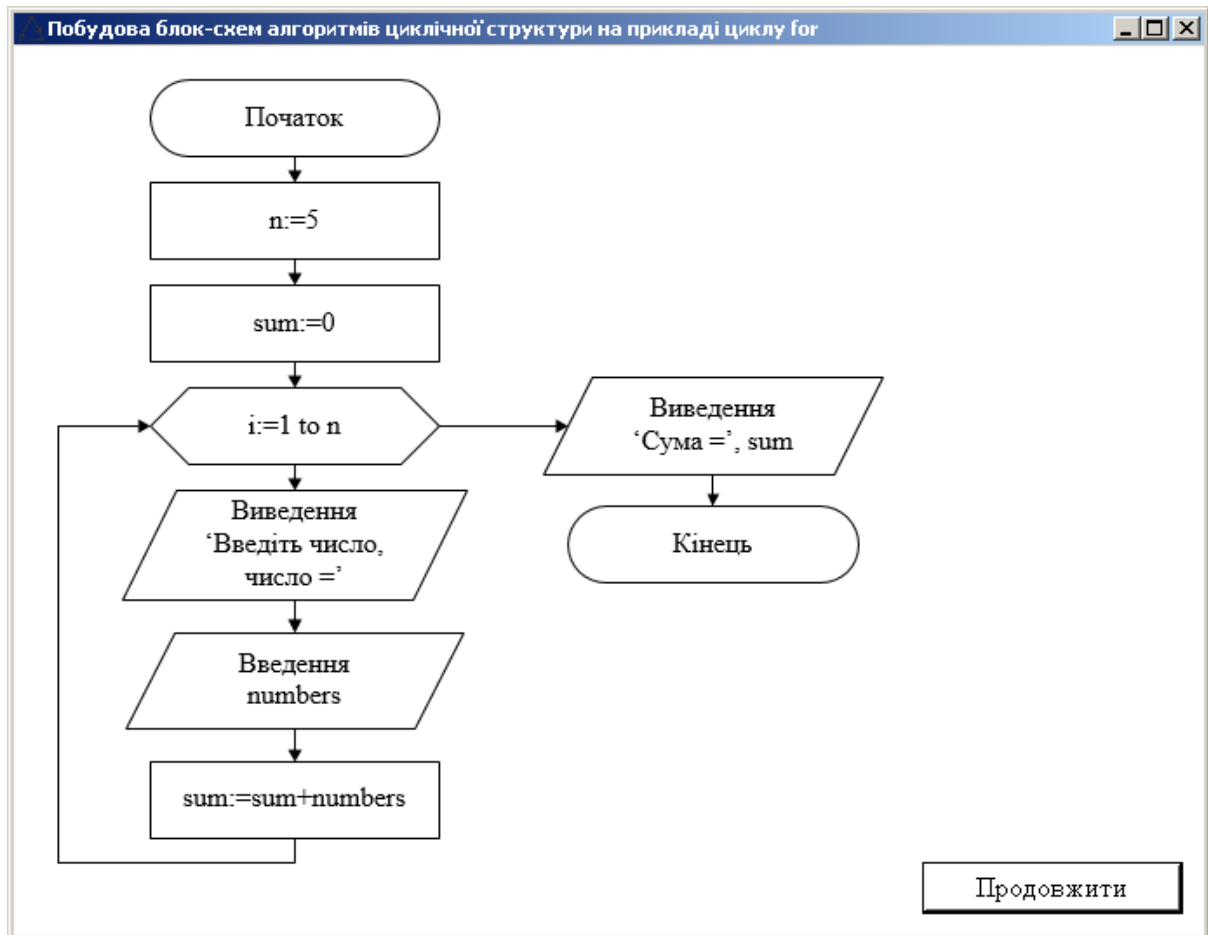 Побудова блок-схем алгоритмів циклічної структури на прикладі циклу for
Початок
n:=5
sum:=0
i:=1 to n
Виведення
‘Введіть число,
число =’
Введення
numbers
sum:=sum+numbers
Виведення
‘Сума =’, sum
Кінець
Продовжити